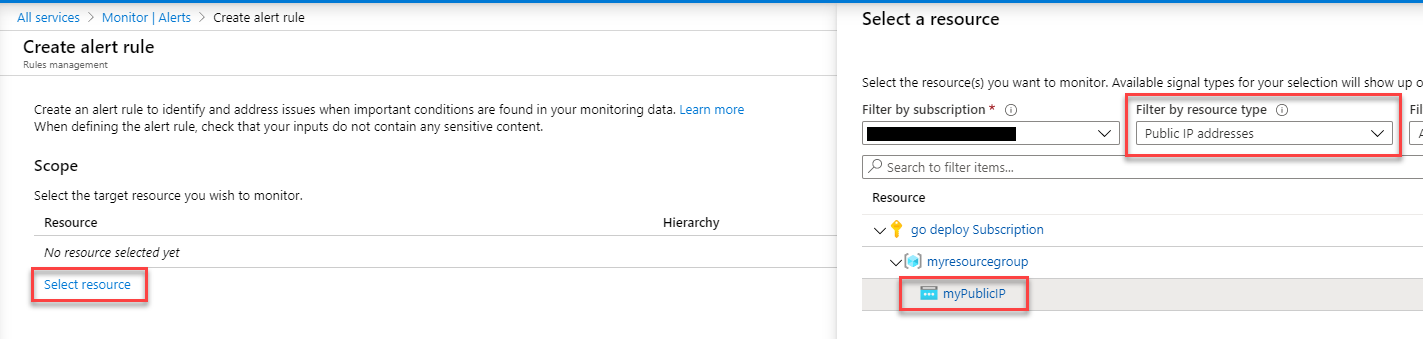 All services > Monitor | Alerts > Create alert rule
Create alert rule
Rules management
Create an alert rule to identify and address issues when important conditions are found in your monitoring data. Learn more
When defining the alert rule, check that your inputs do not contain any sensitive content.
Scope
Select the target resource you wish to monitor.
Resource Hierarchy
No resource selected yet
Select resource
Select a resource
Select the resource(s) you want to monitor. Available signal types for your selection will show up o
Filter by subscription * Filter by resource type Fil
Public IP addresses
Search to filter items...
Resource
go deploy Subscription
myresourcegroup
myPublicIP